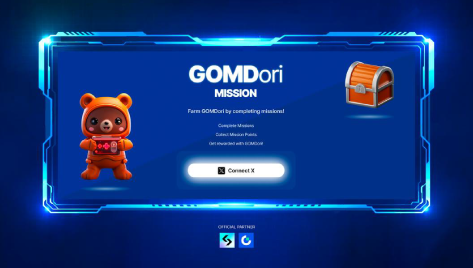 GOMDori
MISSION
Farm GOMDori by completing missions!
Complete Missions
Collect Mission Points
Get rewarded with GOMDori!
Connect X
OFFICIAL PARTNER